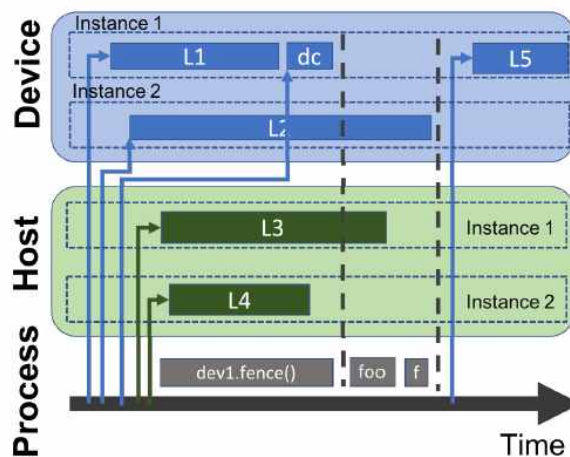 Device
Instance 1
L1
dc
L5
Instance 2
L2
Host
L3
Instance 1
L4
Instance 2
Process
dev1.fence()
foo
f
Time